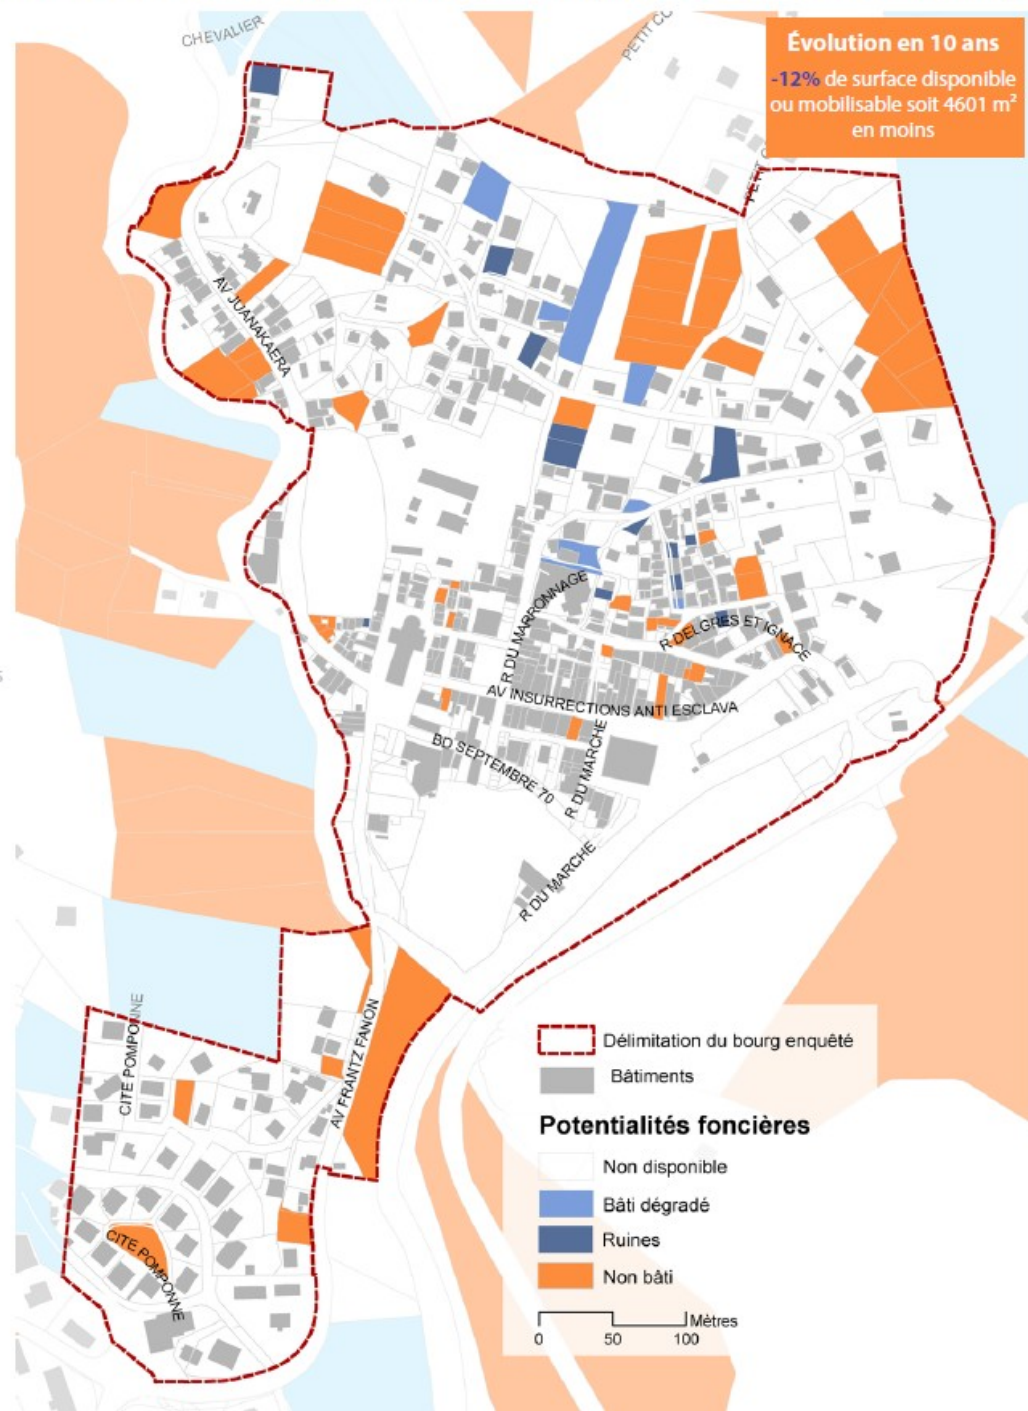 CHEVALIER
PETIT CO
Évolution en 10 ans
-12% de surface disponible
ou mobilisable soit 4601 m²
en moins
PETIT C
AV JUANAKAERA
R DU MARRONNAGE
R DELGRES ET IGNACE
AV INSURRECTIONS ANTI ESCLAVA
BD SEPTEMBRE 70
R DU MARCHE
R DU MARCHE
CITE POMPONNE
AV FRANTZ FANON
CITE POMPONNE
Délimitation du bourg enquêté
Bâtiments
Potentialités foncières
Non disponible
Bâti dégradé
Ruines
Non bâti
Mètres
0 50 100